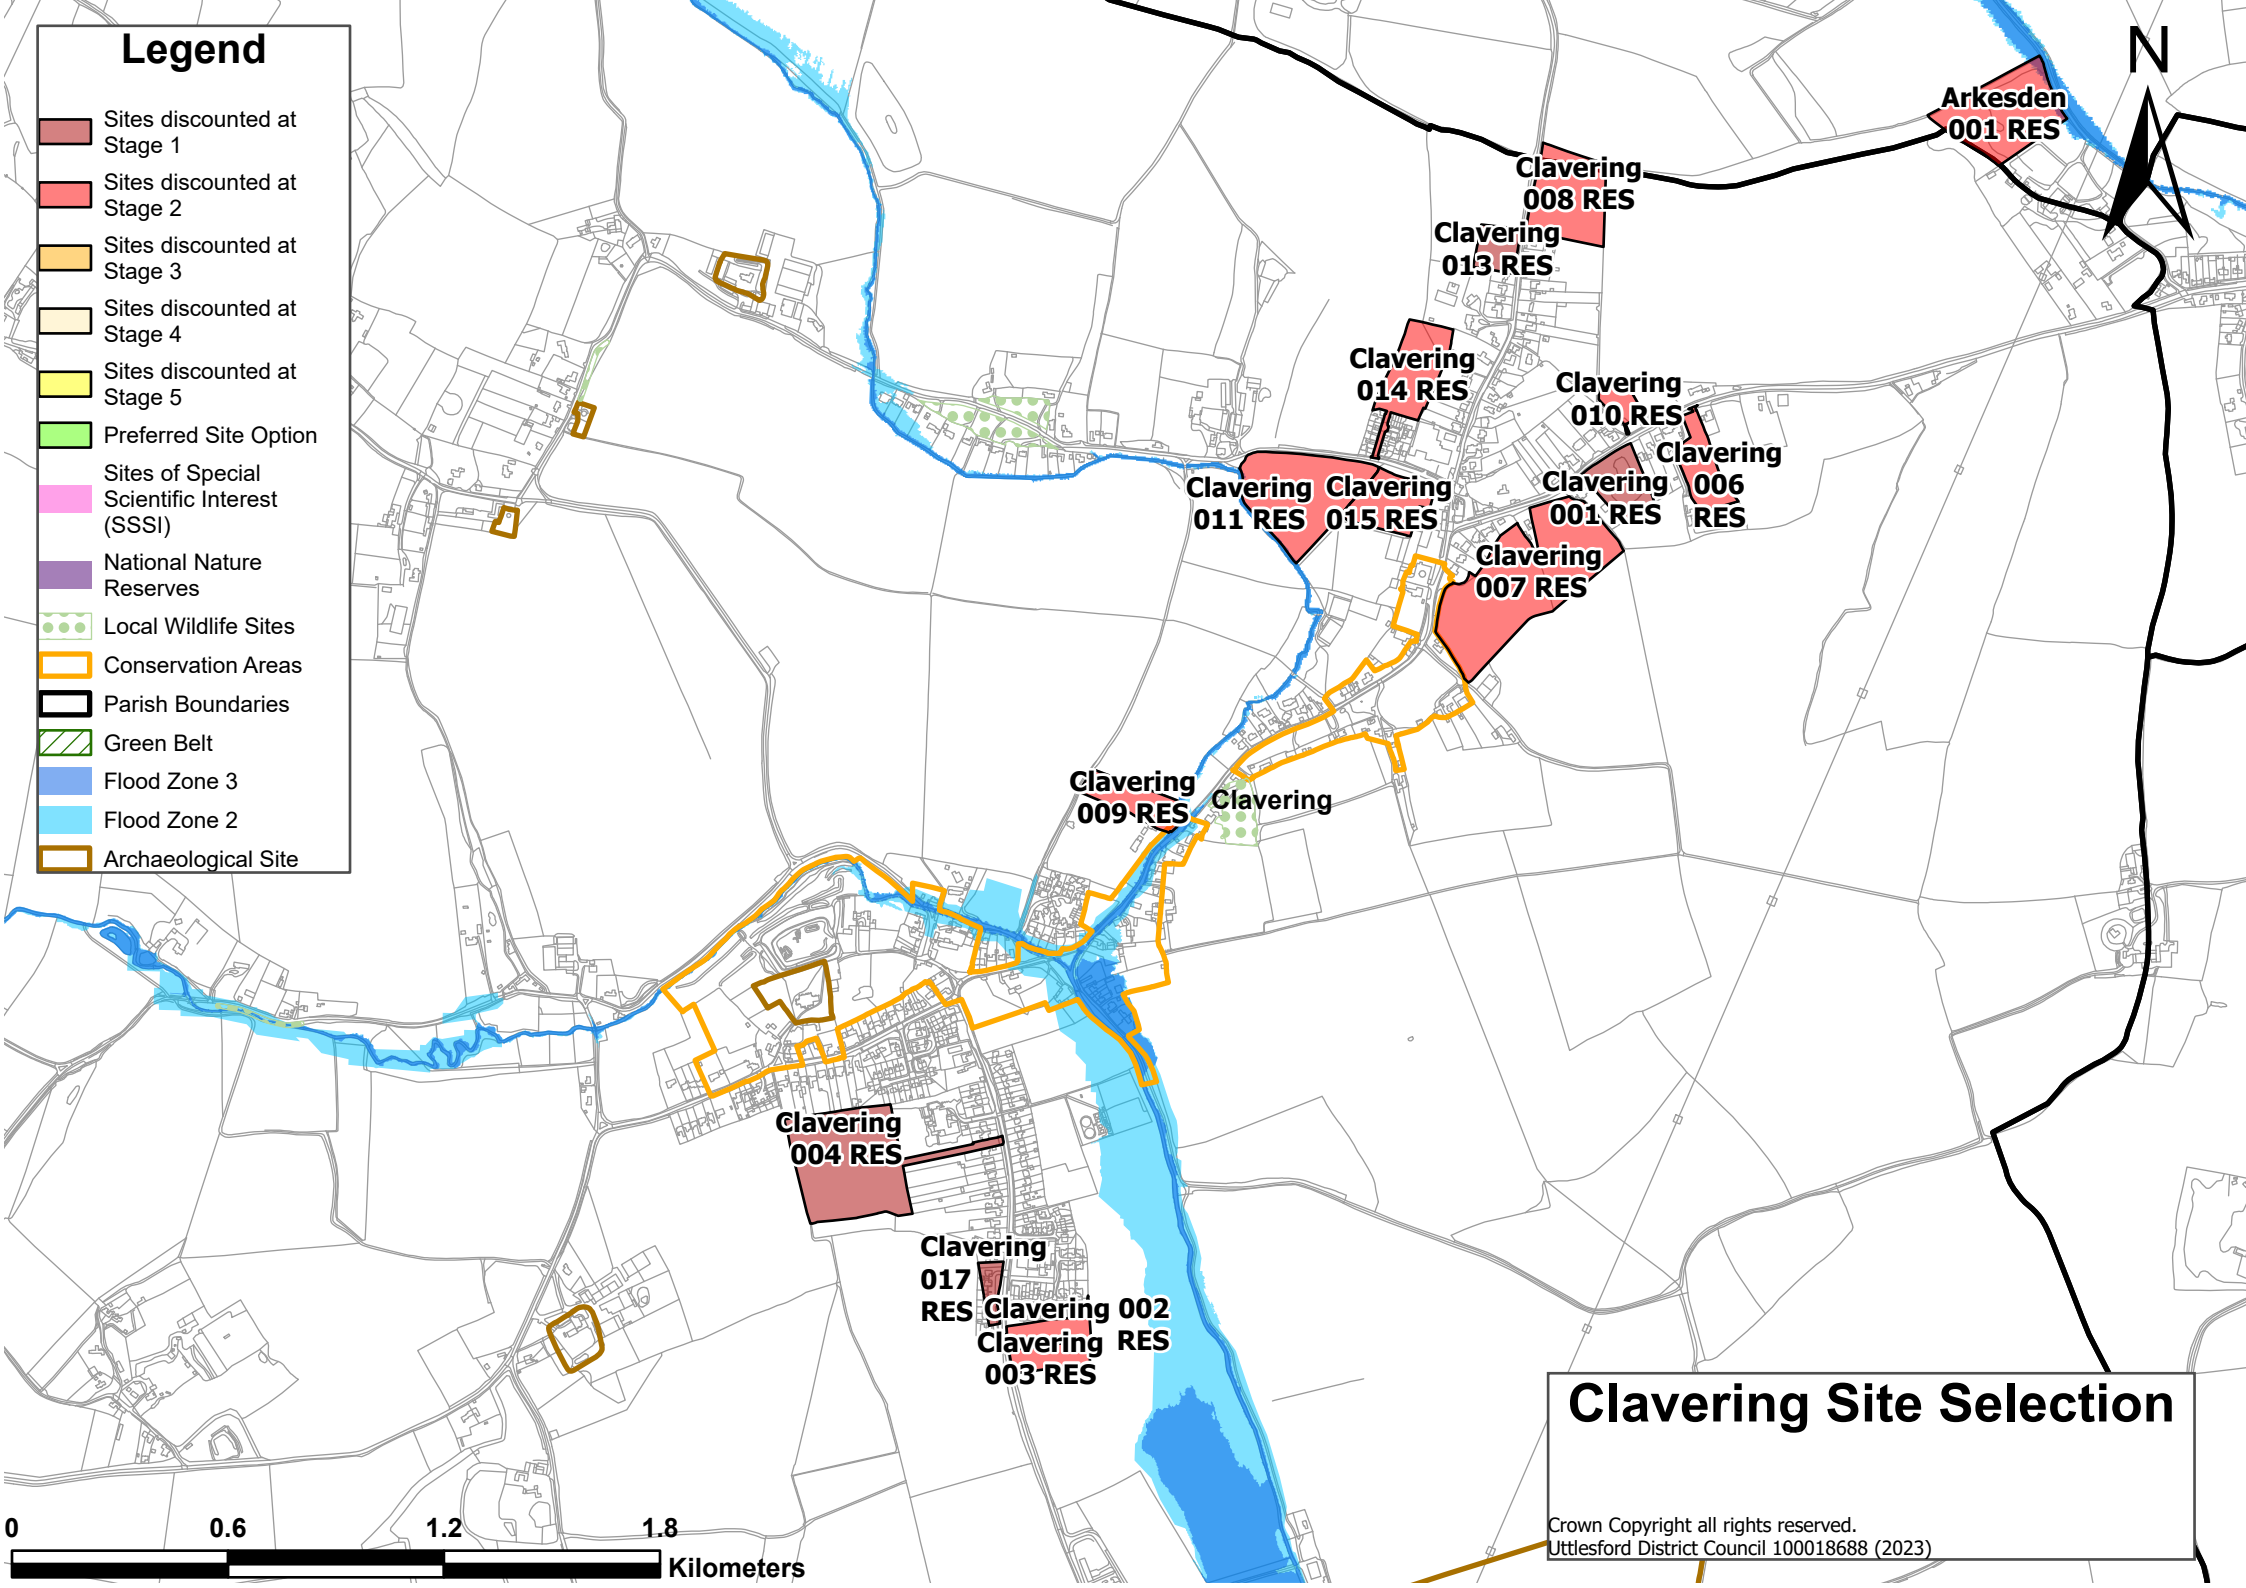 Legend
Sites discounted at
Stage 1
Sites discounted at
Stage 2
Sites discounted at
Stage 3
Sites discounted at
Stage 4
Sites discounted at
Stage 5
Preferred Site Option
Sites of Special
Scientific Interest
(SSSI)
National Nature
Reserves
Local Wildlife Sites
Conservation Areas
Parish Boundaries
Green Belt
Flood Zone 3
Flood Zone 2
Archaeological Site
N
Arkesden
001 RES
Clavering
008 RES
Clavering
013 RES
Clavering
014 RES
Clavering
010 RES
Clavering
006
RES
Clavering
001 RES
Clavering
011 RES
Clavering
015 RES
Clavering
007 RES
Clavering
009 RES
Clavering
Clavering
004 RES
Clavering
017
RES
Clavering 002
RES
Clavering
003 RES
Clavering Site Selection
Crown Copyright all rights reserved.
Uttlesford District Council 100018688 (2023)
0 0.6 1.2 1.8
Kilometers